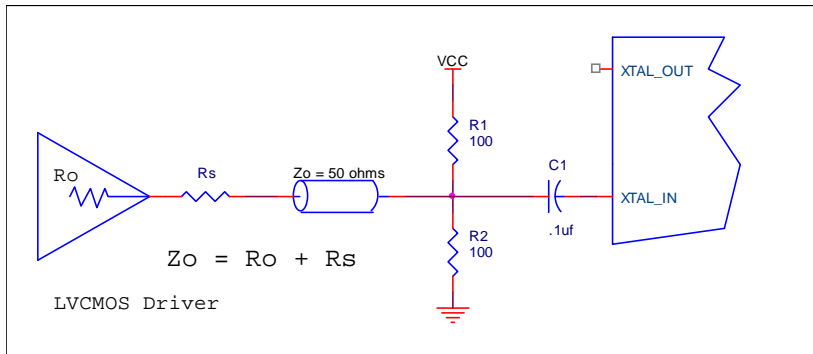 VCC
XTAL_OUT
R1
100
Ro
Rs
Zo = 50 ohms
C1
XTAL_IN
.1uf
R2
100
Zo = Ro + Rs
LVCMOS Driver